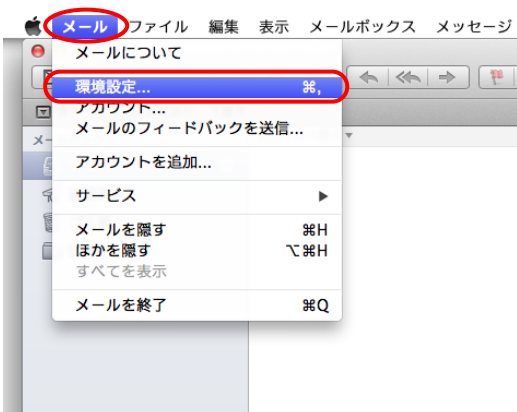 メール ファイル 編集 表示 メールボックス メッセージ
メールについて
環境設定... ⌘,
アカウント...
メールのフィードバックを送信...
アカウントを追加...
サービス ▶
メールを隠す ⌘H
ほかを隠す ⌥⌘H
すべてを表示
メールを終了 ⌘Q